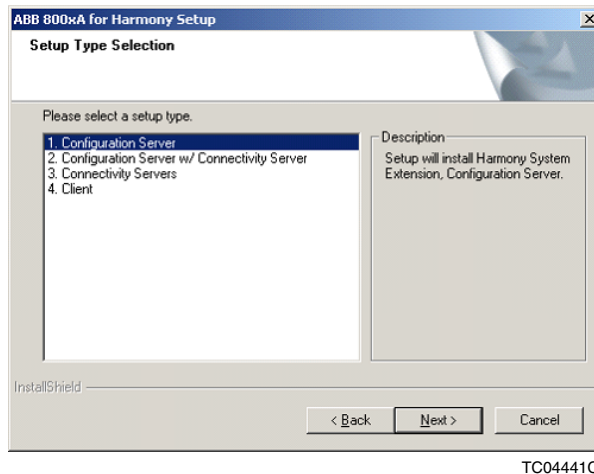 ABB 800xA for Harmony Setup
Setup Type Selection
Please select a setup type.
1. Configuration Server
2. Configuration Server w/ Connectivity Server
3. Connectivity Servers
4. Client
Description
Setup will install Harmony System
Extension, Configuration Server.
InstallShield
< Back
Next >
Cancel
TC04441C